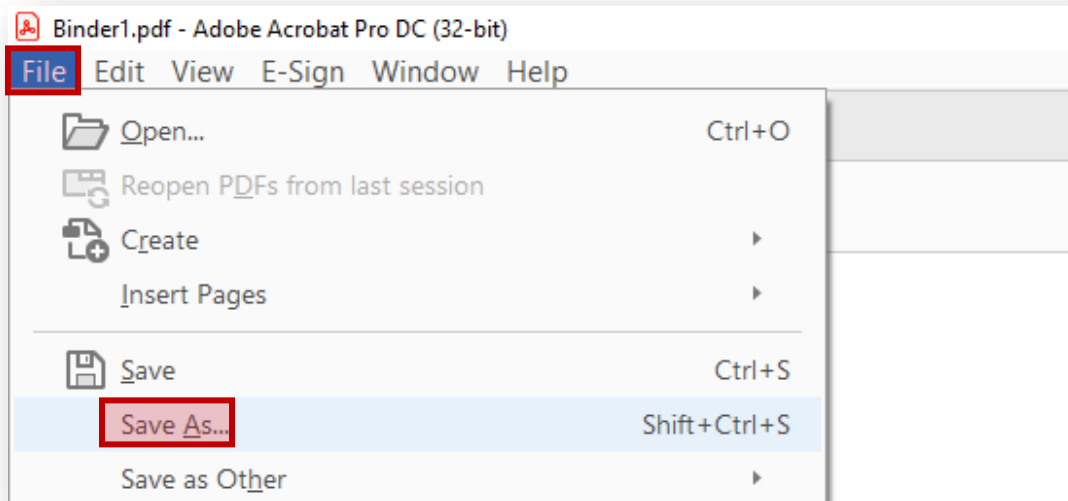 Binder1.pdf - Adobe Acrobat Pro DC (32-bit)
File Edit View E-Sign Window Help
Open... Ctrl+O
Reopen PDFs from last session
Create
Insert Pages
Save Ctrl+S
Save As... Shift+Ctrl+S
Save as Other